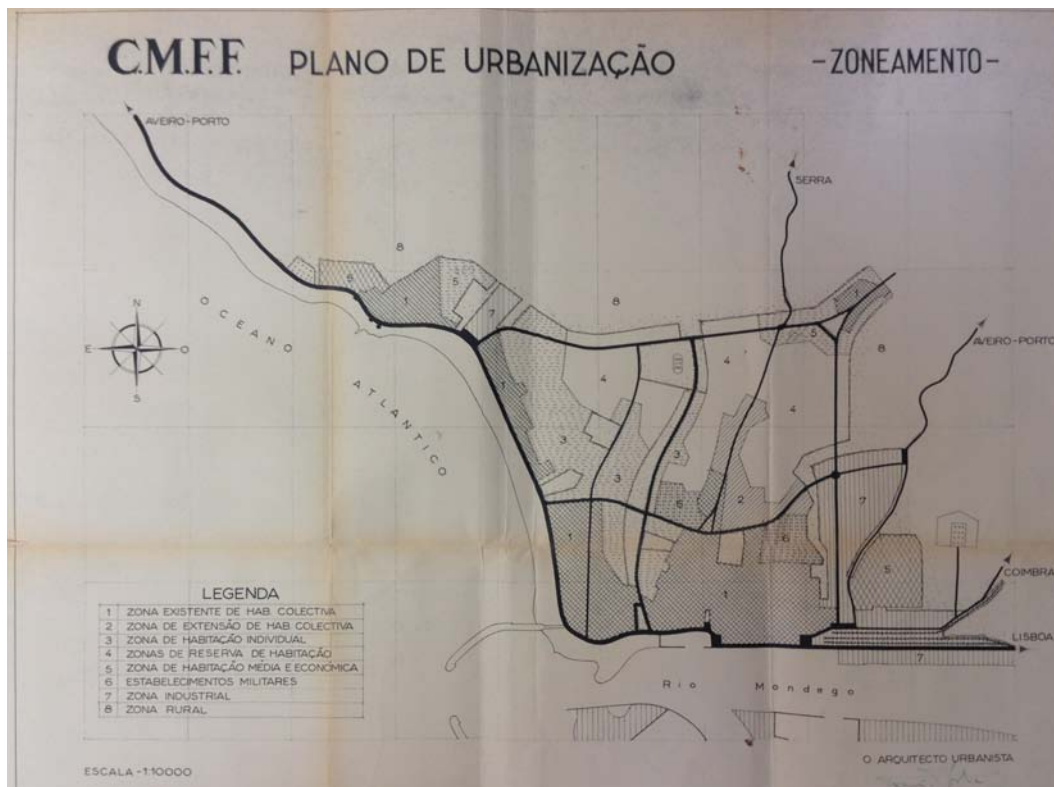 C.M.F.F. PLANO DE URBANIZAÇÃO -ZONEAMENTO-
AVEIRO-PORTO
SERRA
8
6
5
1
7
8
1
5
8
AVEIRO-PORTO
N
E O
S
OCEANO
ATLANTICO
1
4
4
4
3
3
3
2
6
6
7
5
1
1
COIMBRA
LISBOA
7
Rio Mondego
LEGENDA
1 ZONA EXISTENTE DE HAB. COLECTIVA
2 ZONA DE EXTENSÃO DE HAB. COLECTIVA
3 ZONA DE HABITAÇÃO INDIVIDUAL
4 ZONAS DE RESERVA DE HABITAÇÃO
5 ZONA DE HABITAÇÃO MÉDIA E ECONÓMICA
6 ESTABELECIMENTOS MILITARES
7 ZONA INDUSTRIAL
8 ZONA RURAL
ESCALA -1:10000
O ARQUITECTO URBANISTA